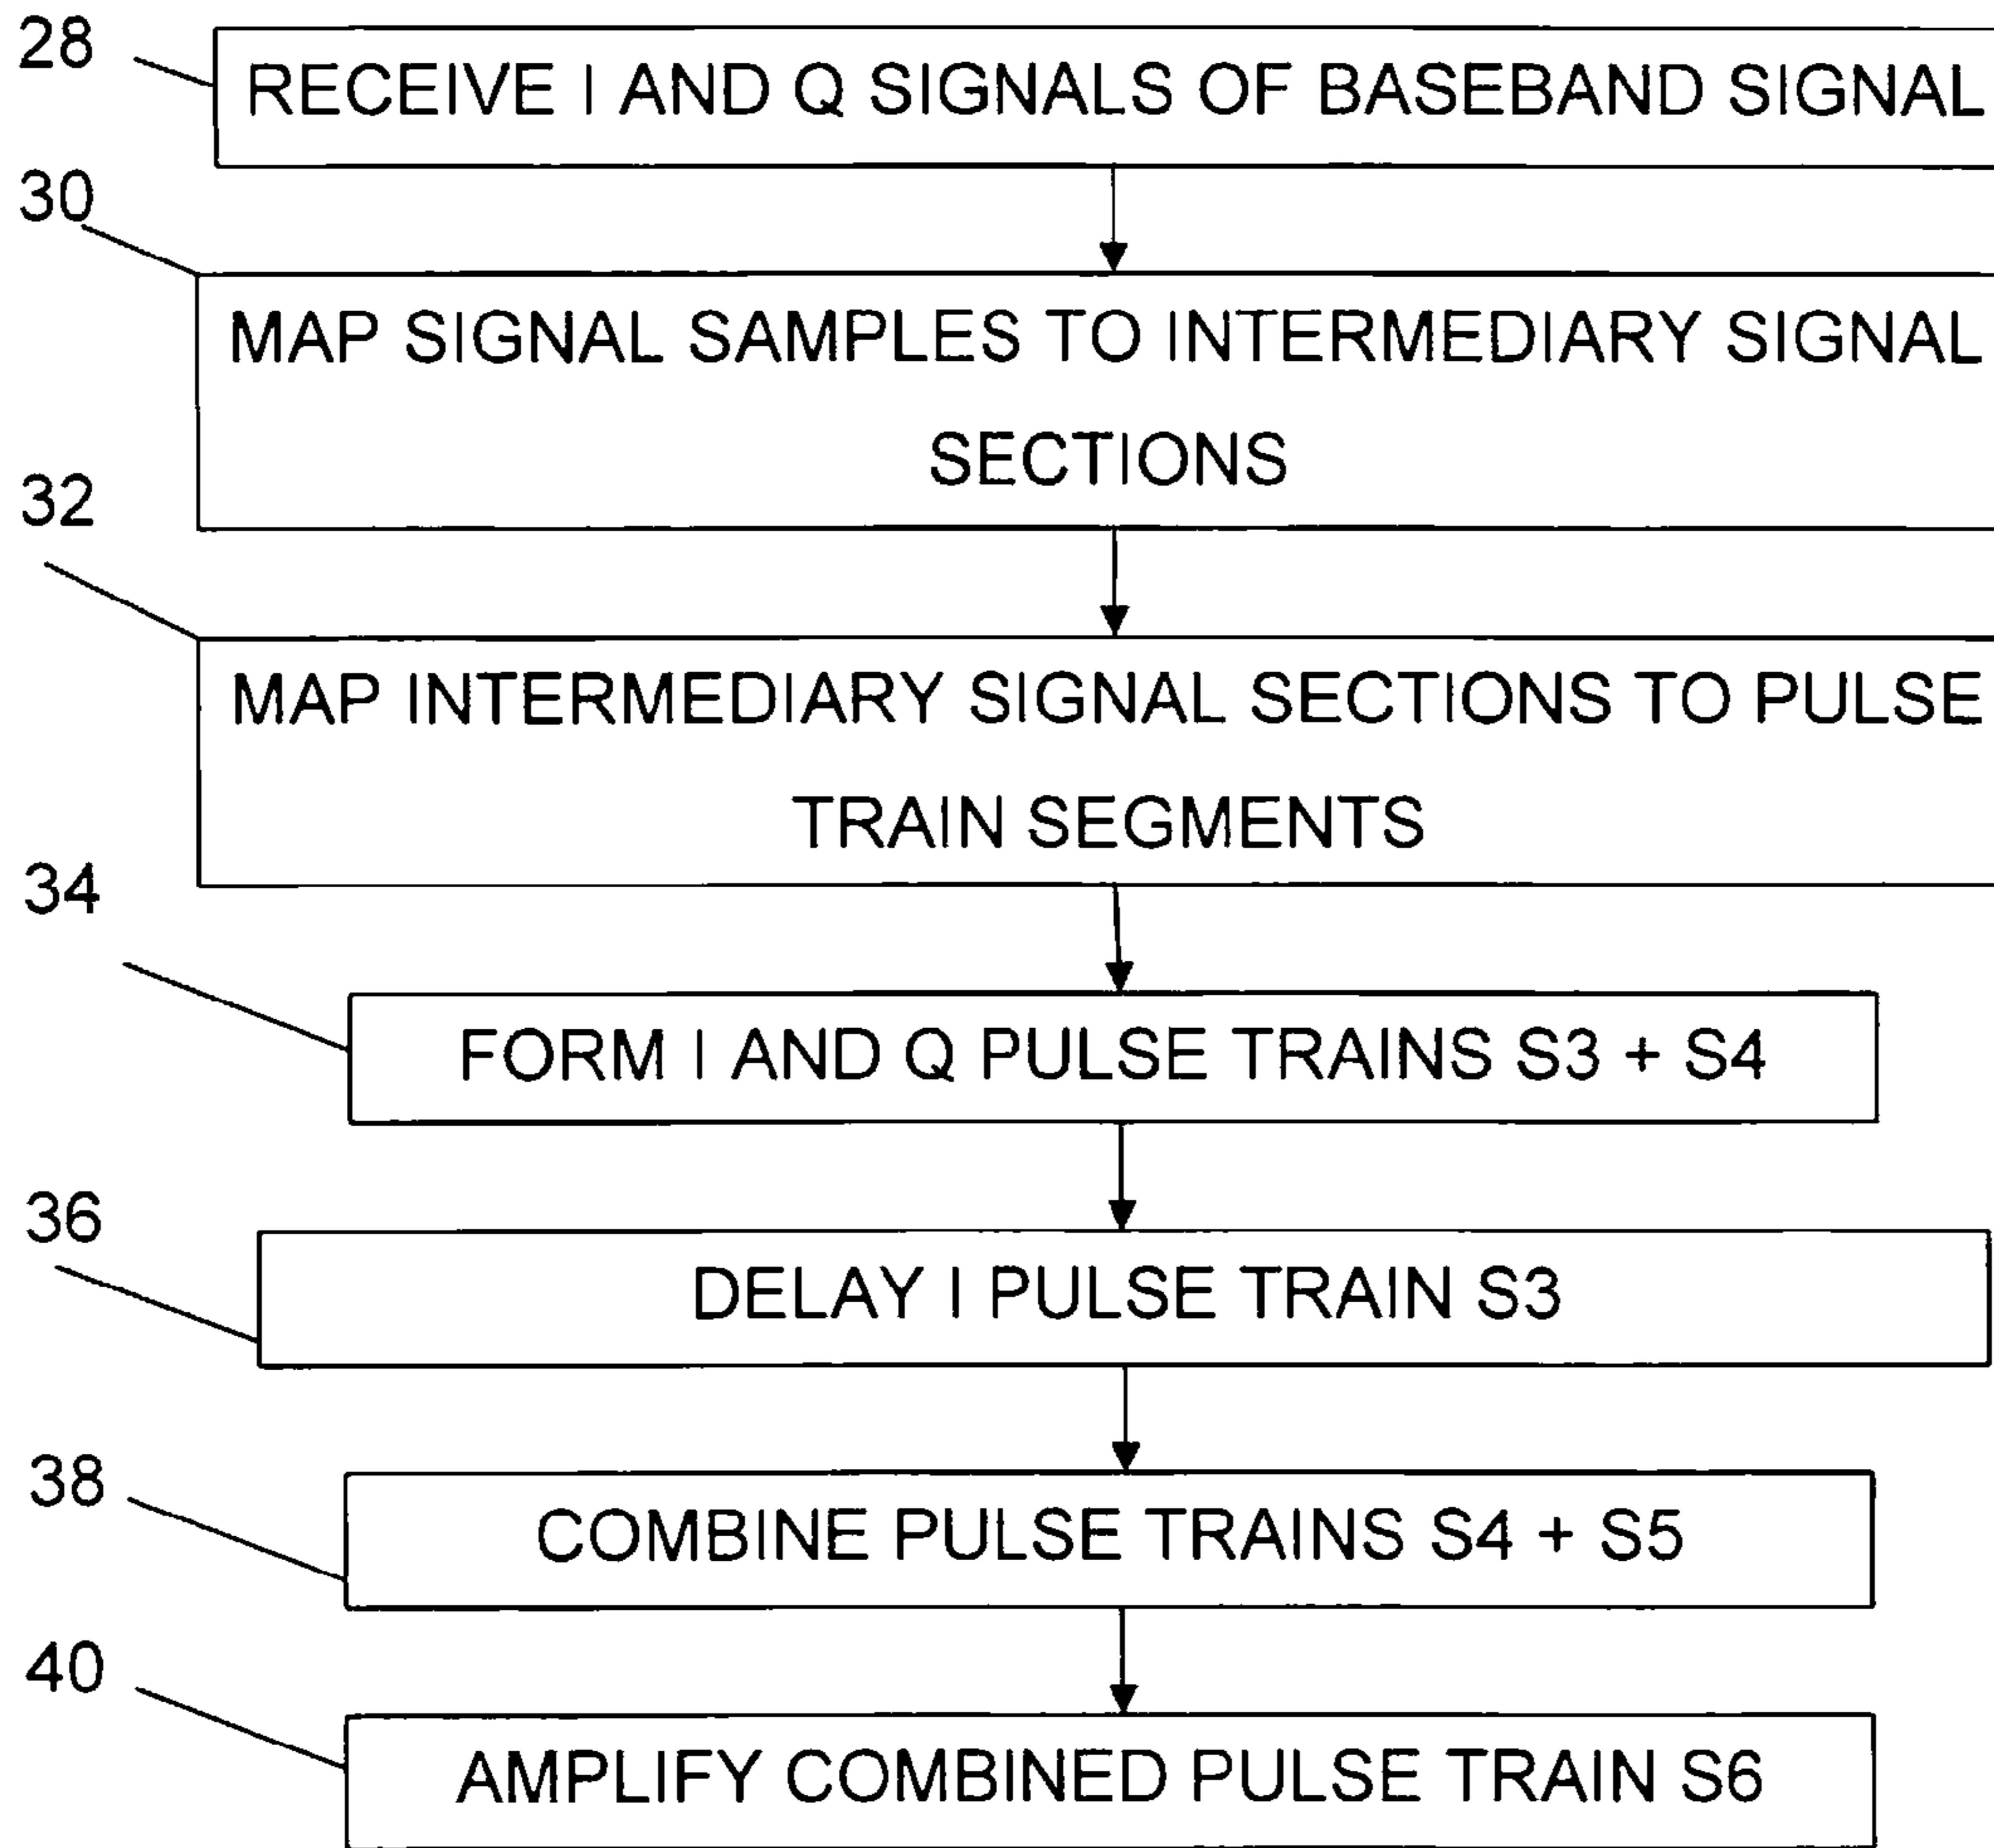 28
RECEIVE I AND Q SIGNALS OF BASEBAND SIGNAL
30
MAP SIGNAL SAMPLES TO INTERMEDIARY SIGNAL
SECTIONS
32
MAP INTERMEDIARY SIGNAL SECTIONS TO PULSE
TRAIN SEGMENTS
34
FORM I AND Q PULSE TRAINS S3 + S4
36
DELAY I PULSE TRAIN S3
38
COMBINE PULSE TRAINS S4 + S5
40
AMPLIFY COMBINED PULSE TRAIN S6